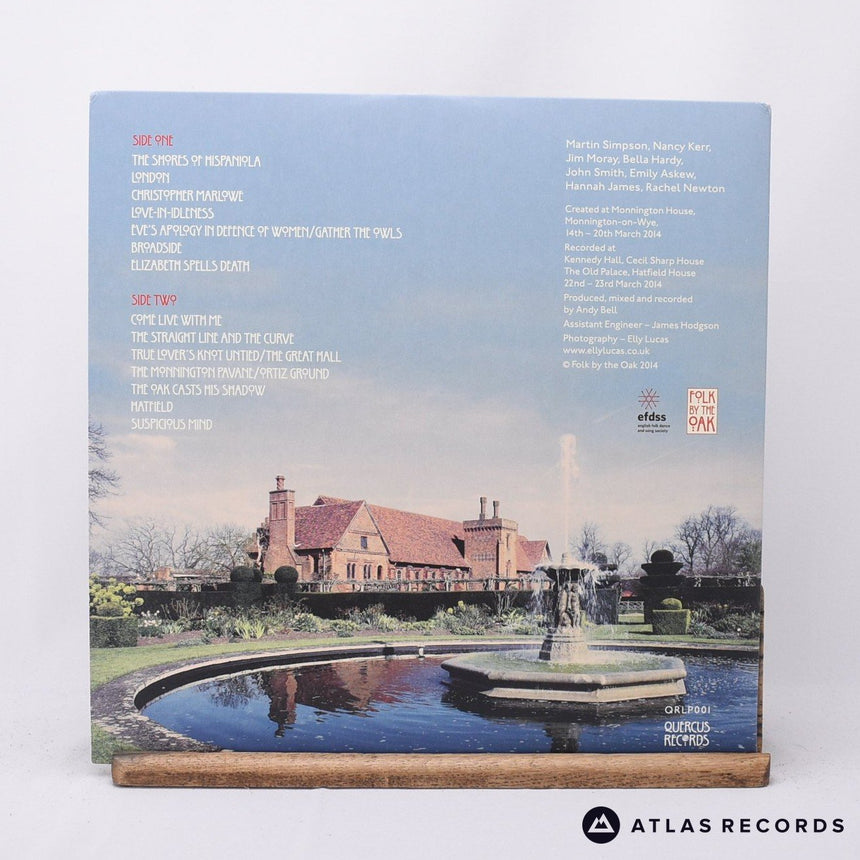 SIDE ONE
THE SHORES OF HISPANIOLA
LONDON
CHRISTOPHER MARLOWE
LOVE-IN-IDLENESS
EVE'S APOLOGY IN DEFENCE OF WOMEN/GATHER THE OWLS
BROADSIDE
ELIZABETH SPELLS DEATH
SIDE TWO
COME LIVE WITH ME
THE STRAIGHT LINE AND THE CURVE
TRUE LOVER'S KNOT UNTIED/THE GREAT HALL
THE MONNINGTON PAVANE/ORTIZ GROUND
THE OAK CASTS HIS SHADOW
HATFIELD
SUSPICIOUS MIND
Martin Simpson, Nancy Kerr,
Jim Moray, Bella Hardy,
John Smith, Emily Askew,
Hannah James, Rachel Newton
Created at Monnington House,
Monnington-on-Wye,
14th – 20th March 2014
Recorded at
Kennedy Hall, Cecil Sharp House
The Old Palace, Hatfield House
22nd – 23rd March 2014
Produced, mixed and recorded
by Andy Bell
Assistant Engineer – James Hodgson
Photography – Elly Lucas
www.ellylucas.co.uk
© Folk by the Oak 2014
efdss
english folk dance
and song society
FOLK
BY THE
OAK
QRLP001
QUERCUS
RECORDS
ATLAS RECORDS